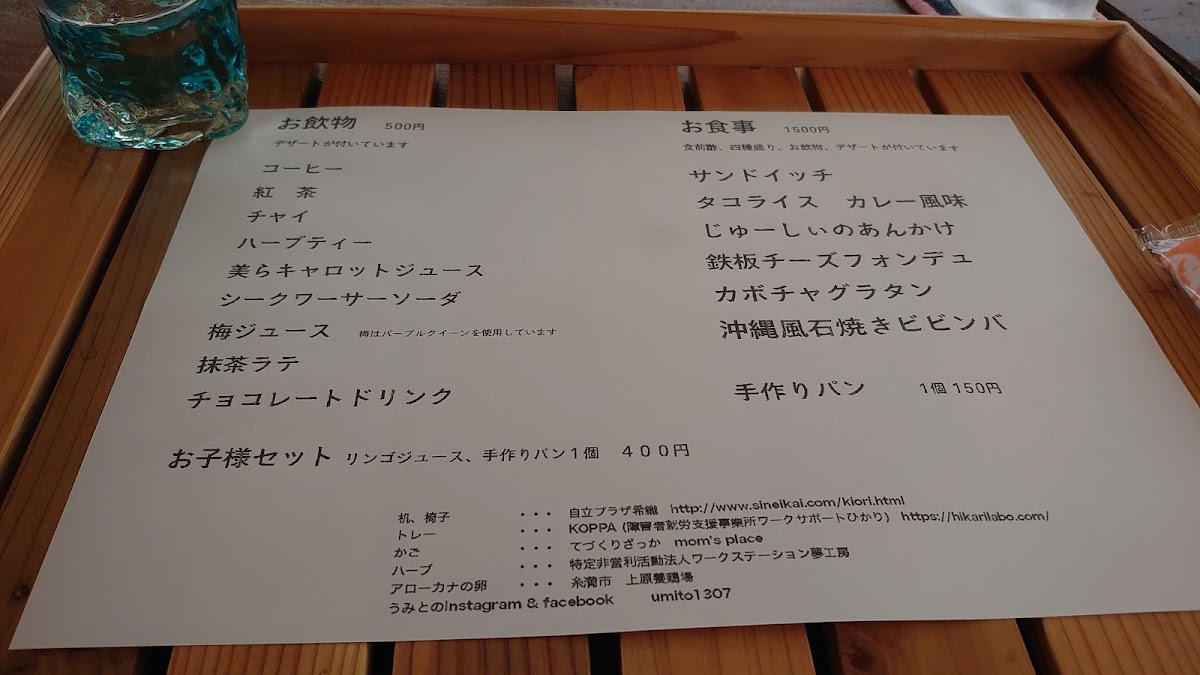 お飲物 500円
デザートが付いています
コーヒー
紅 茶
チャイ
ハーブティー
美らキャロットジュース
シークワーサーソーダ
梅ジュース 梅はパープルクイーンを使用しています
抹茶ラテ
チョコレートドリンク
お食事 1500円
食前酢、四種盛り、お飲物、デザートが付いています
サンドイッチ
タコライス カレー風味
じゅーしぃのあんかけ
鉄板チーズフォンデュ
カボチャグラタン
沖縄風石焼きビビンバ
手作りパン 1個 150円
お子様セット リンゴジュース、手作りパン1個 400円
机、椅子 ・・・ 自立プラザ希織 http://www.sineikai.com/kiori.html
トレー ・・・ KOPPA (障害者就労支援事業所ワークサポートひかり) https://hikarilabo.com/
かご ・・・ てづくりざっか mom's place
ハーブ ・・・ 特定非営利活動法人ワークステーション夢工房
アローカナの卵 ・・・ 糸満市 上原養鶏場
うみとのInstagram & facebook umito1307